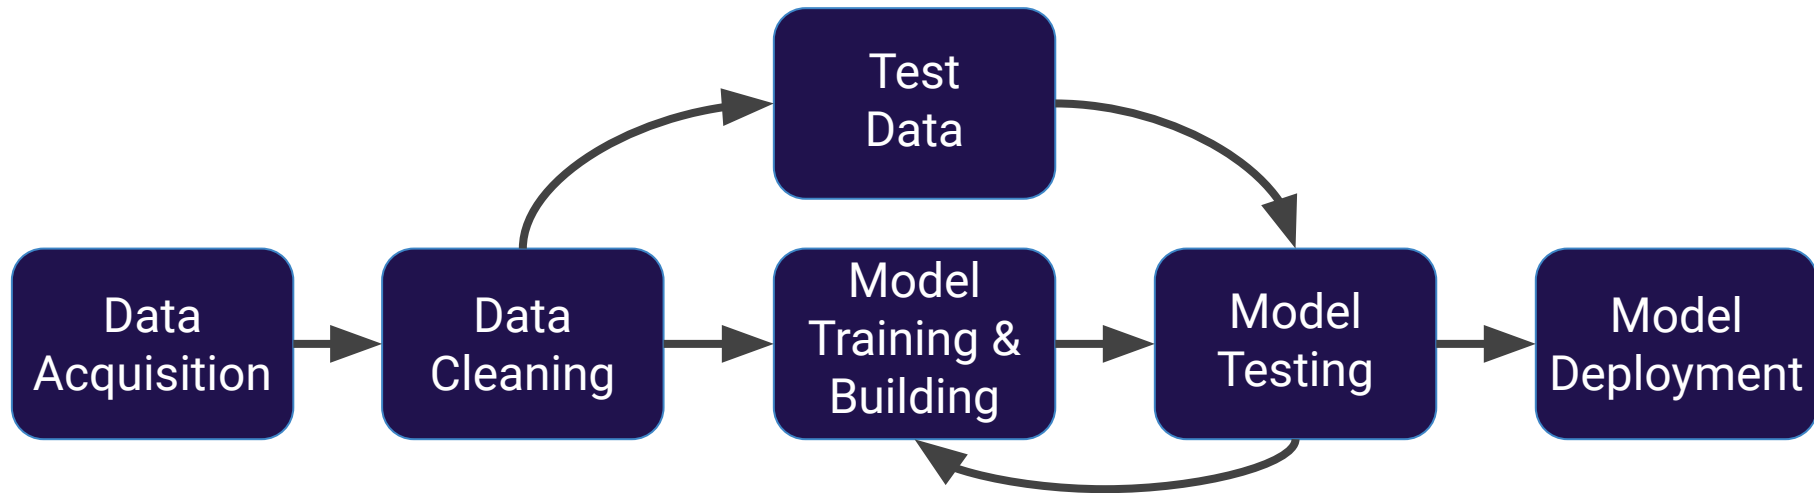 Test
Data
Data
Acquisition
Data
Cleaning
Model
Training &
Building
Model
Testing
Model
Deployment